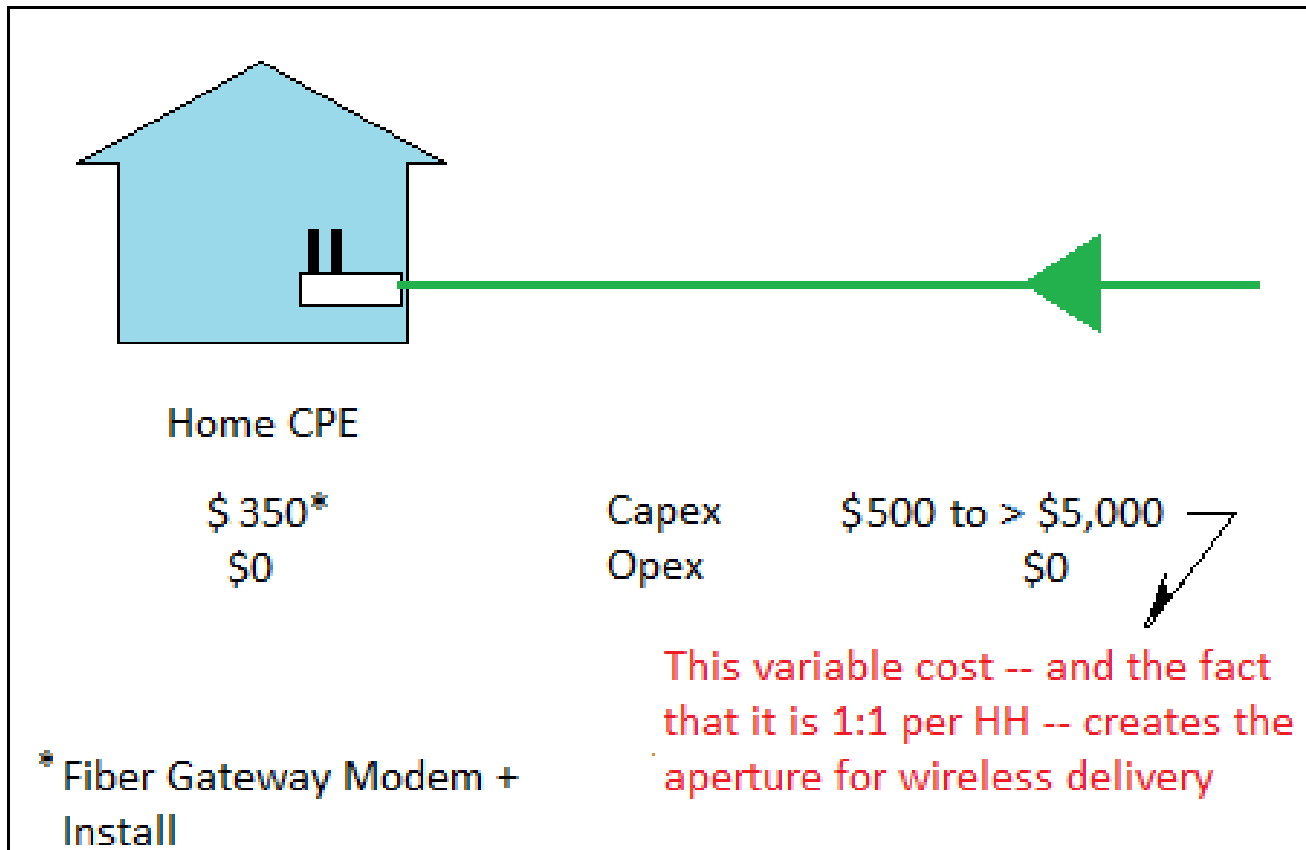 Home CPE
$ 350* Capex $500 to > $5,000
$0 Opex $0
This variable cost -- and the fact
that it is 1:1 per HH -- creates the
aperture for wireless delivery
* Fiber Gateway Modem +
Install